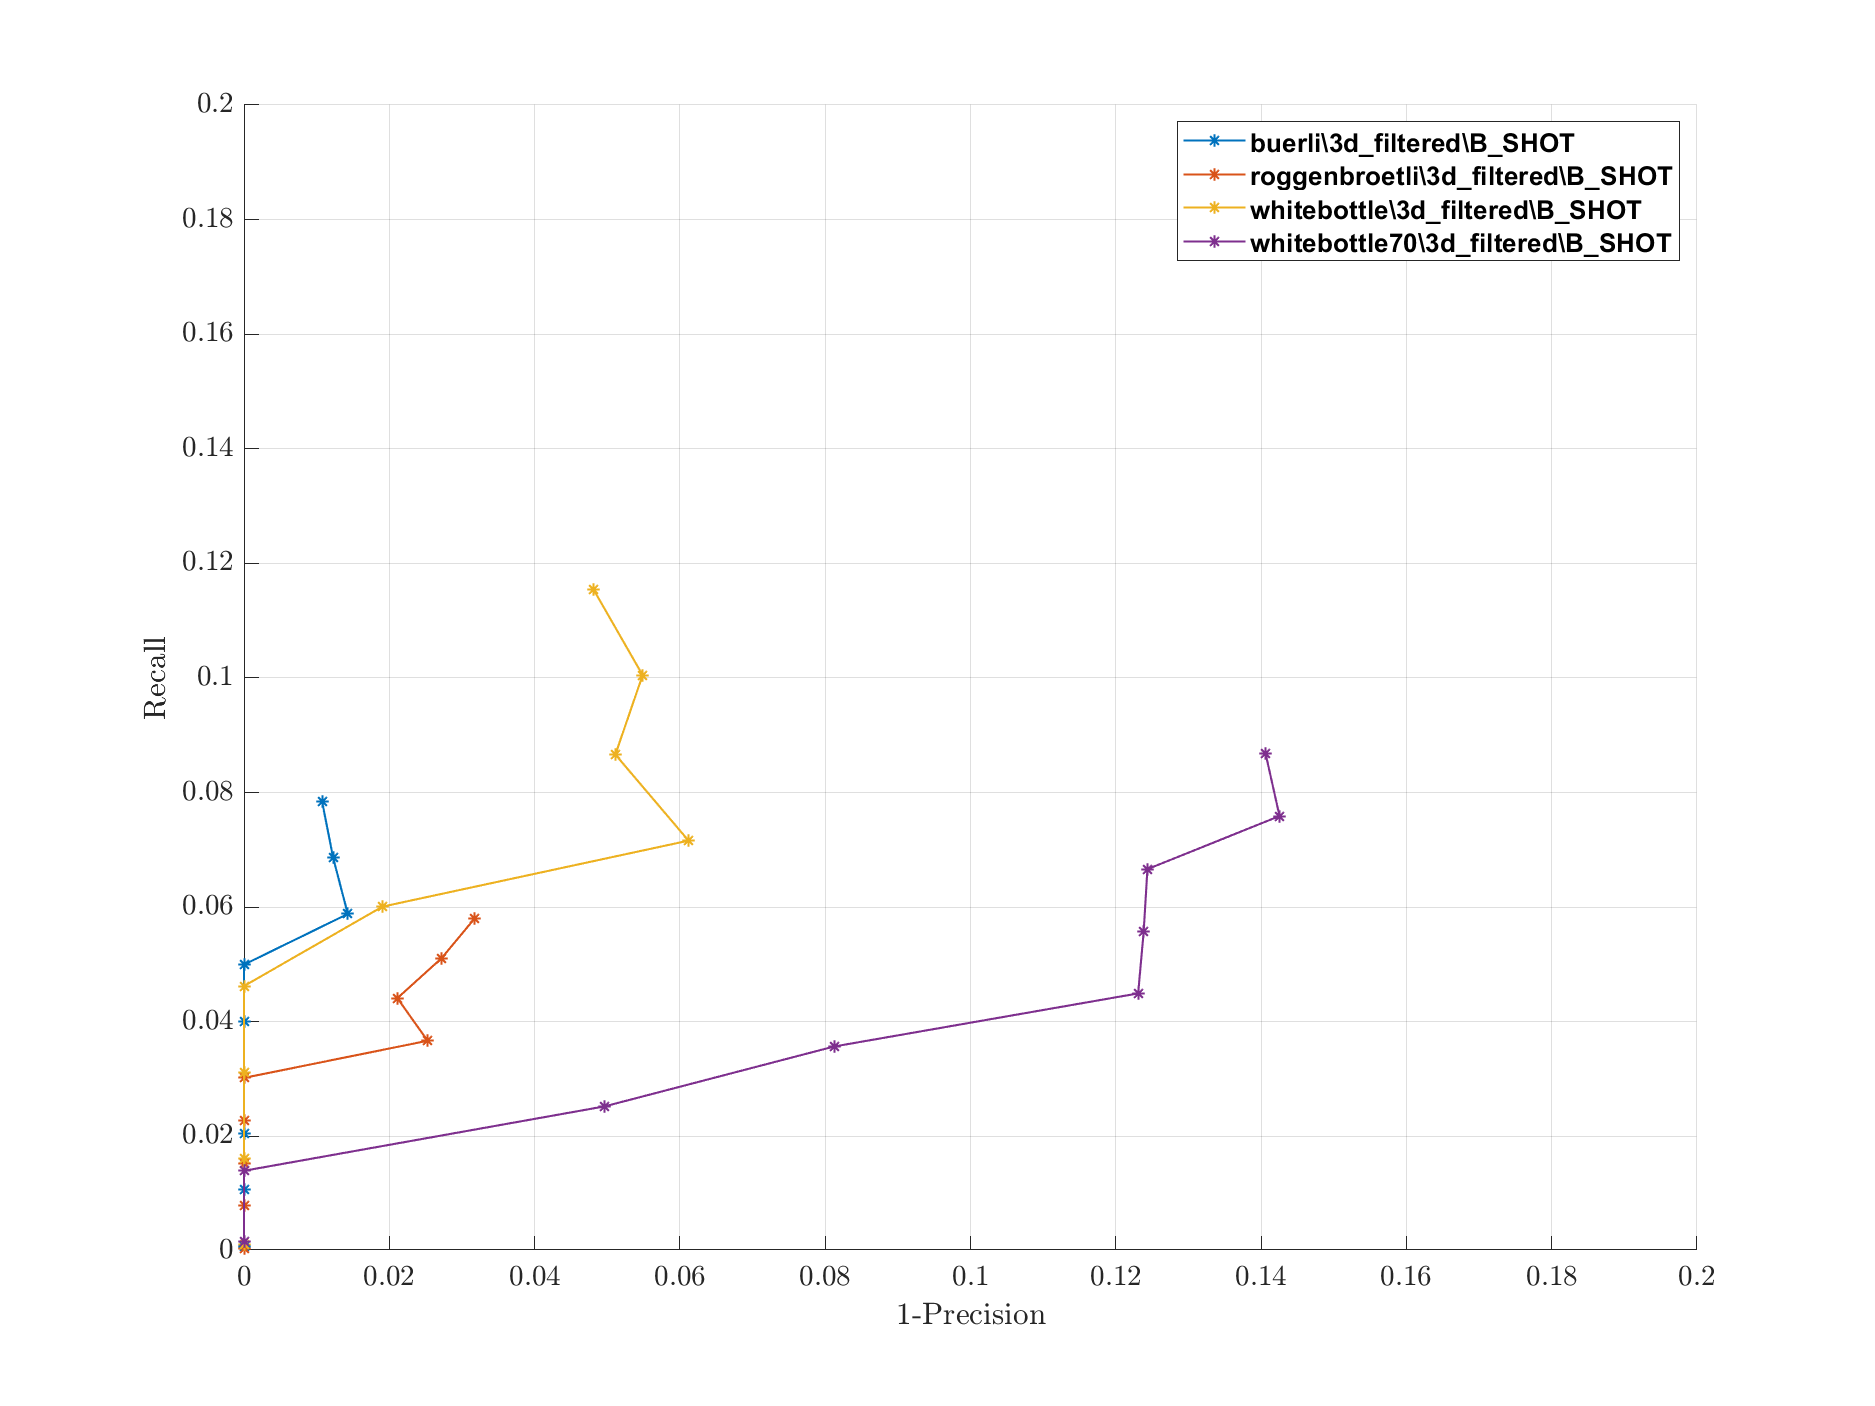 buerli\3d_filtered\B_SHOT
roggenbroetli\3d_filtered\B_SHOT
whitebottle\3d_filtered\B_SHOT
whitebottle70\3d_filtered\B_SHOT
0.2
0.18
0.16
0.14
0.12
0.1
0.08
0.06
0.04
0.02
0
Recall
0 0.02 0.04 0.06 0.08 0.1 0.12 0.14 0.16 0.18 0.2
1-Precision